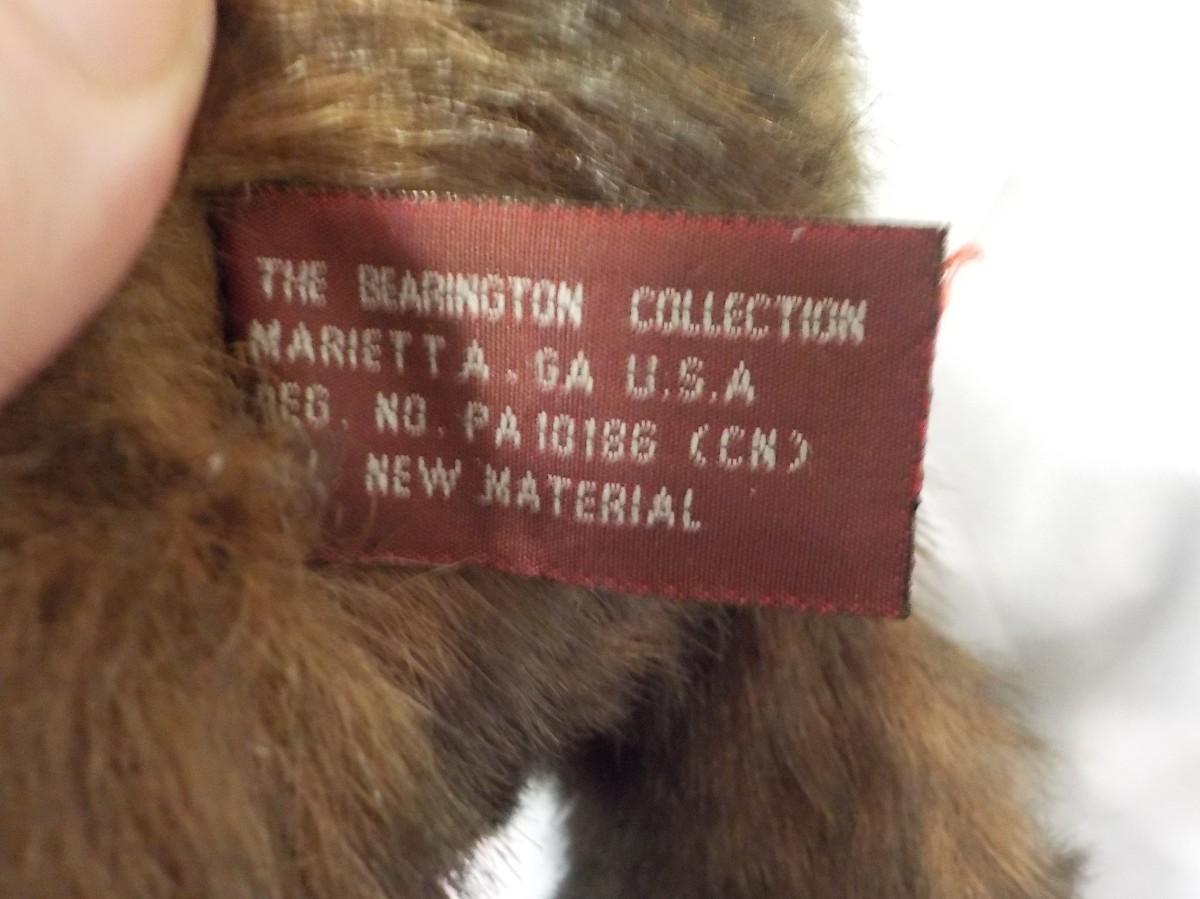 THE BEARINGTON COLLECTION
MARIETTA, GA U.S.A
REG. NO. PA10186 (CN)
NEW MATERIAL